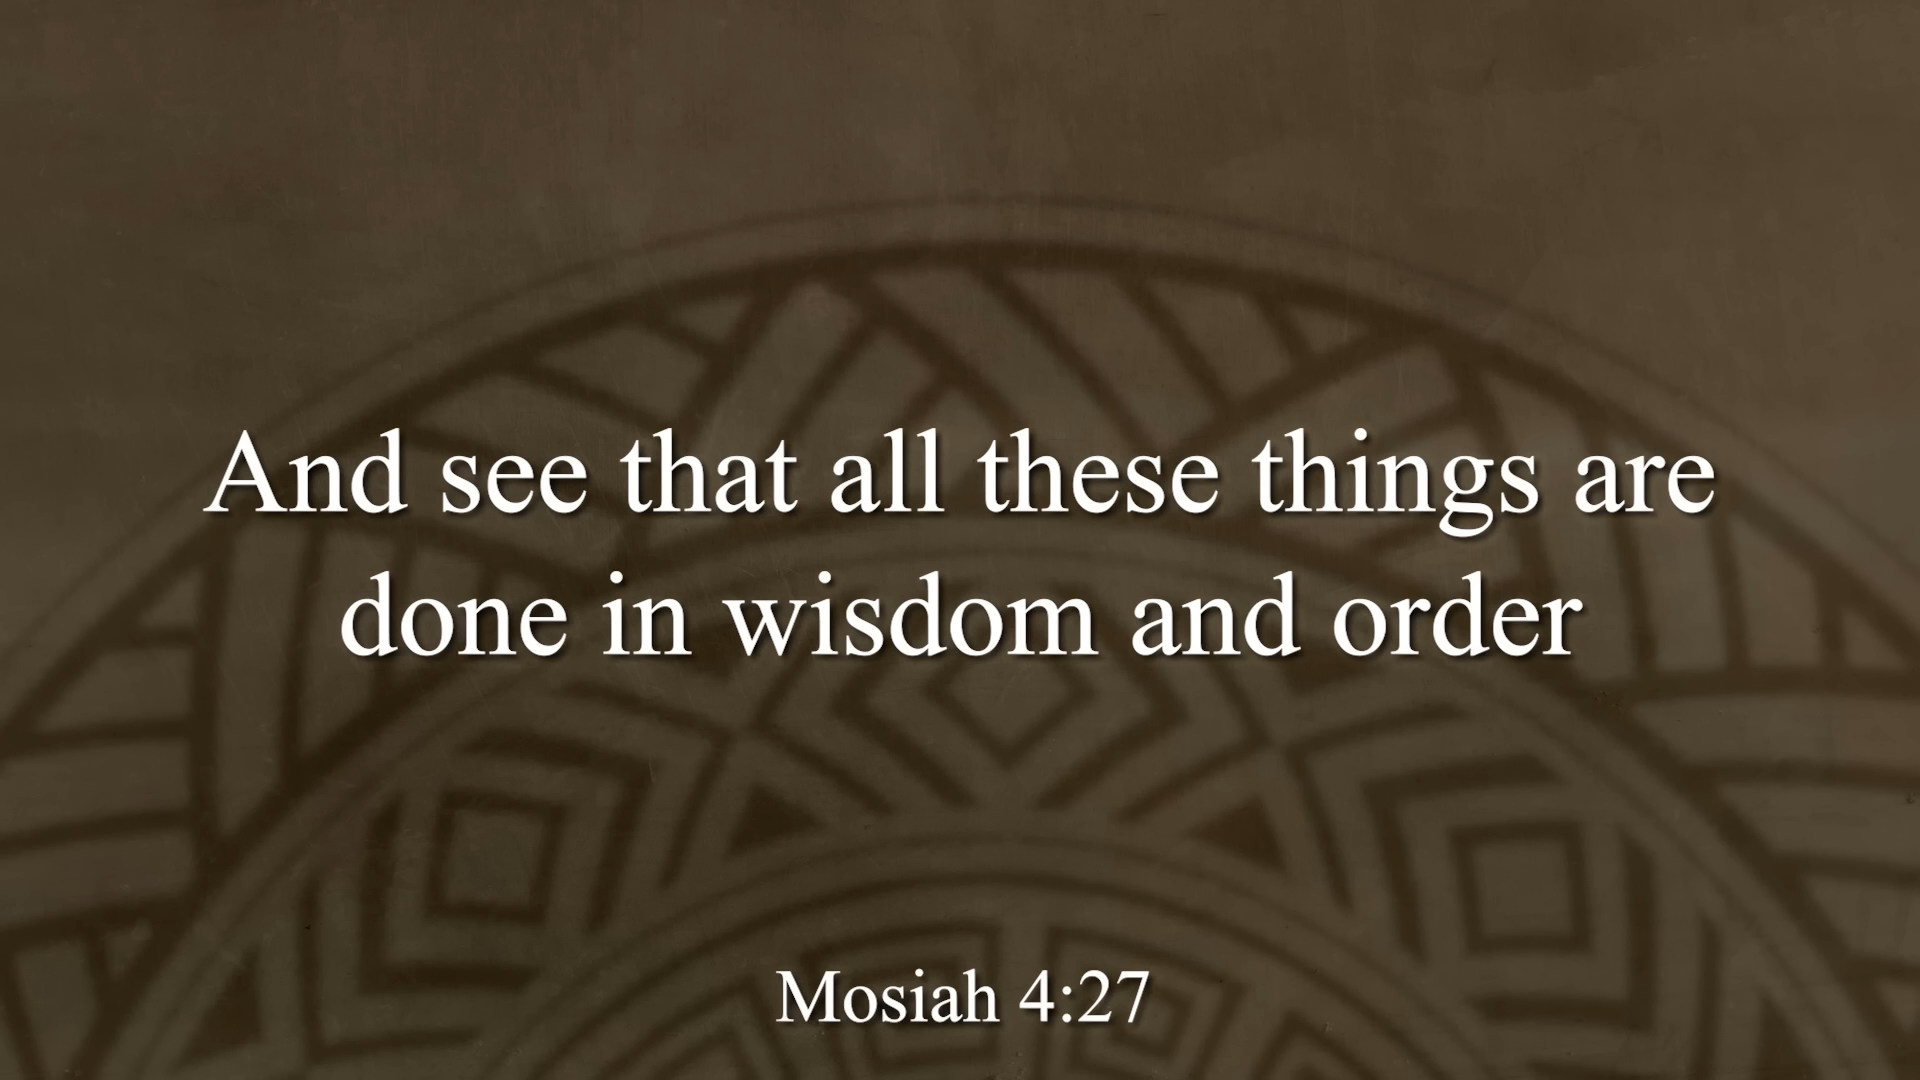 And see that all these things are
done in wisdom and order
Mosiah 4:27